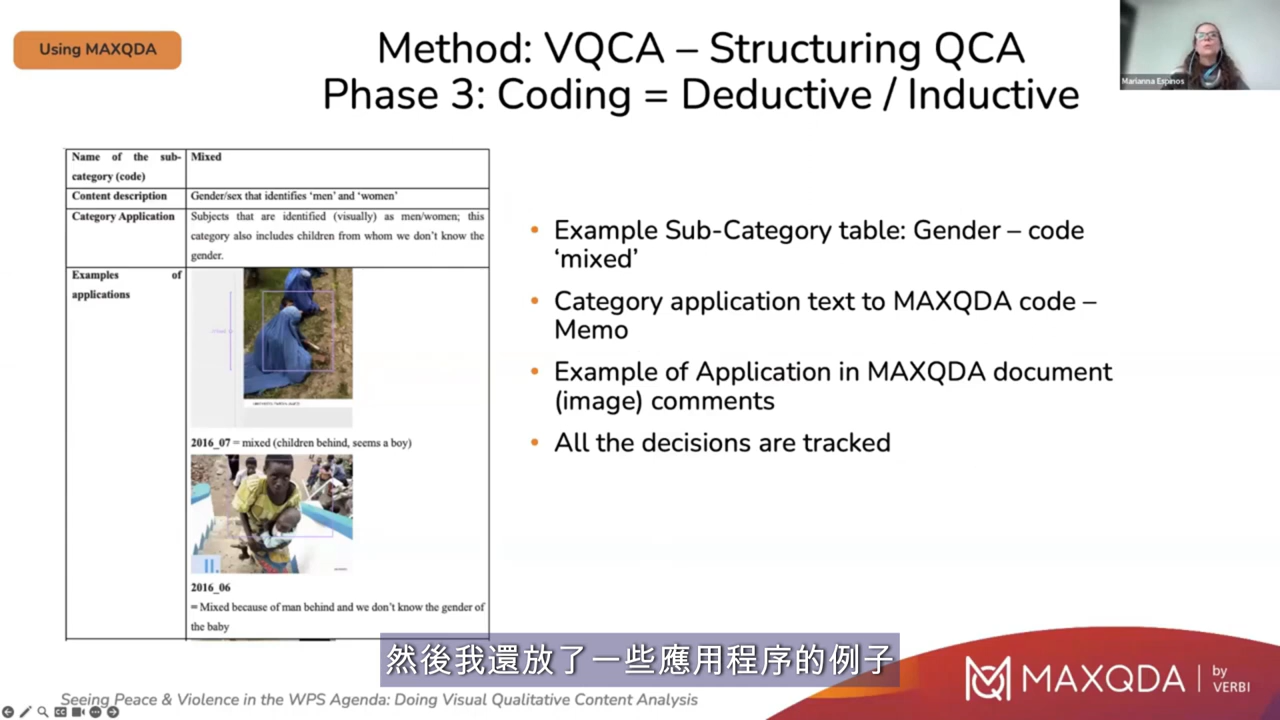 Using MAXQDA
Method: VQCA – Structuring QCA
Phase 3: Coding = Deductive / Inductive
Marianna Espinos
Name of the sub-
category (code)
Mixed
Content description
Gender/sex that identifies ‘men’ and ‘women’
Category Application
Subjects that are identified (visually) as men/women; this
category also includes children from whom we don’t know the
gender.
Examples of
applications
2016_07 = mixed (children behind, seems a boy)
2016_06
= Mixed because of man behind and we don’t know the gender of
the baby
• Example Sub-Category table: Gender – code
‘mixed’
• Category application text to MAXQDA code –
Memo
• Example of Application in MAXQDA document
(image) comments
• All the decisions are tracked
然後我還放了一些應用程序的例子
Seeing Peace & Violence in the WPS Agenda: Doing Visual Qualitative Content Analysis
MAXQDA
by
VERBI